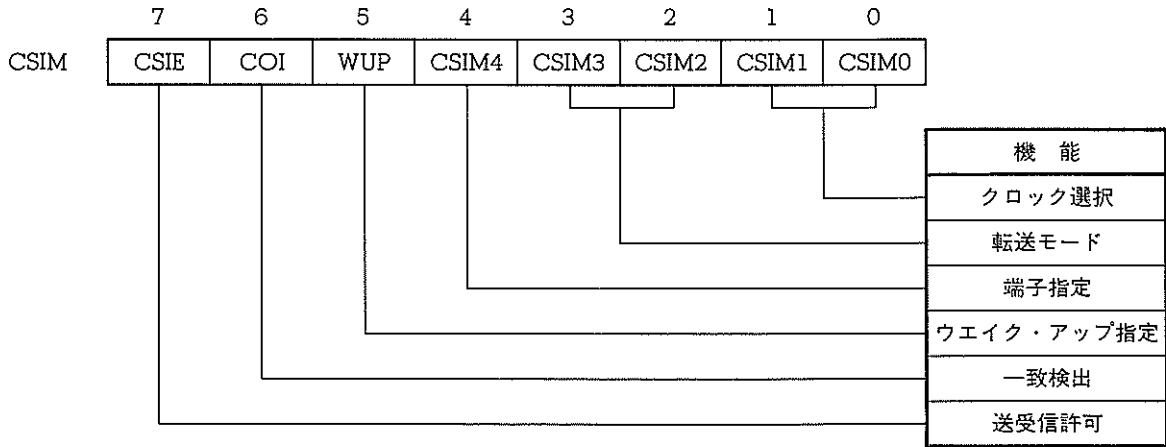 7 6 5 4 3 2 1 0
CSIM CSIE COI WUP CSIM4 CSIM3 CSIM2 CSIM1 CSIM0
機 能
クロック選択
転送モード
端子指定
ウエイク・アップ指定
一致検出
送受信許可